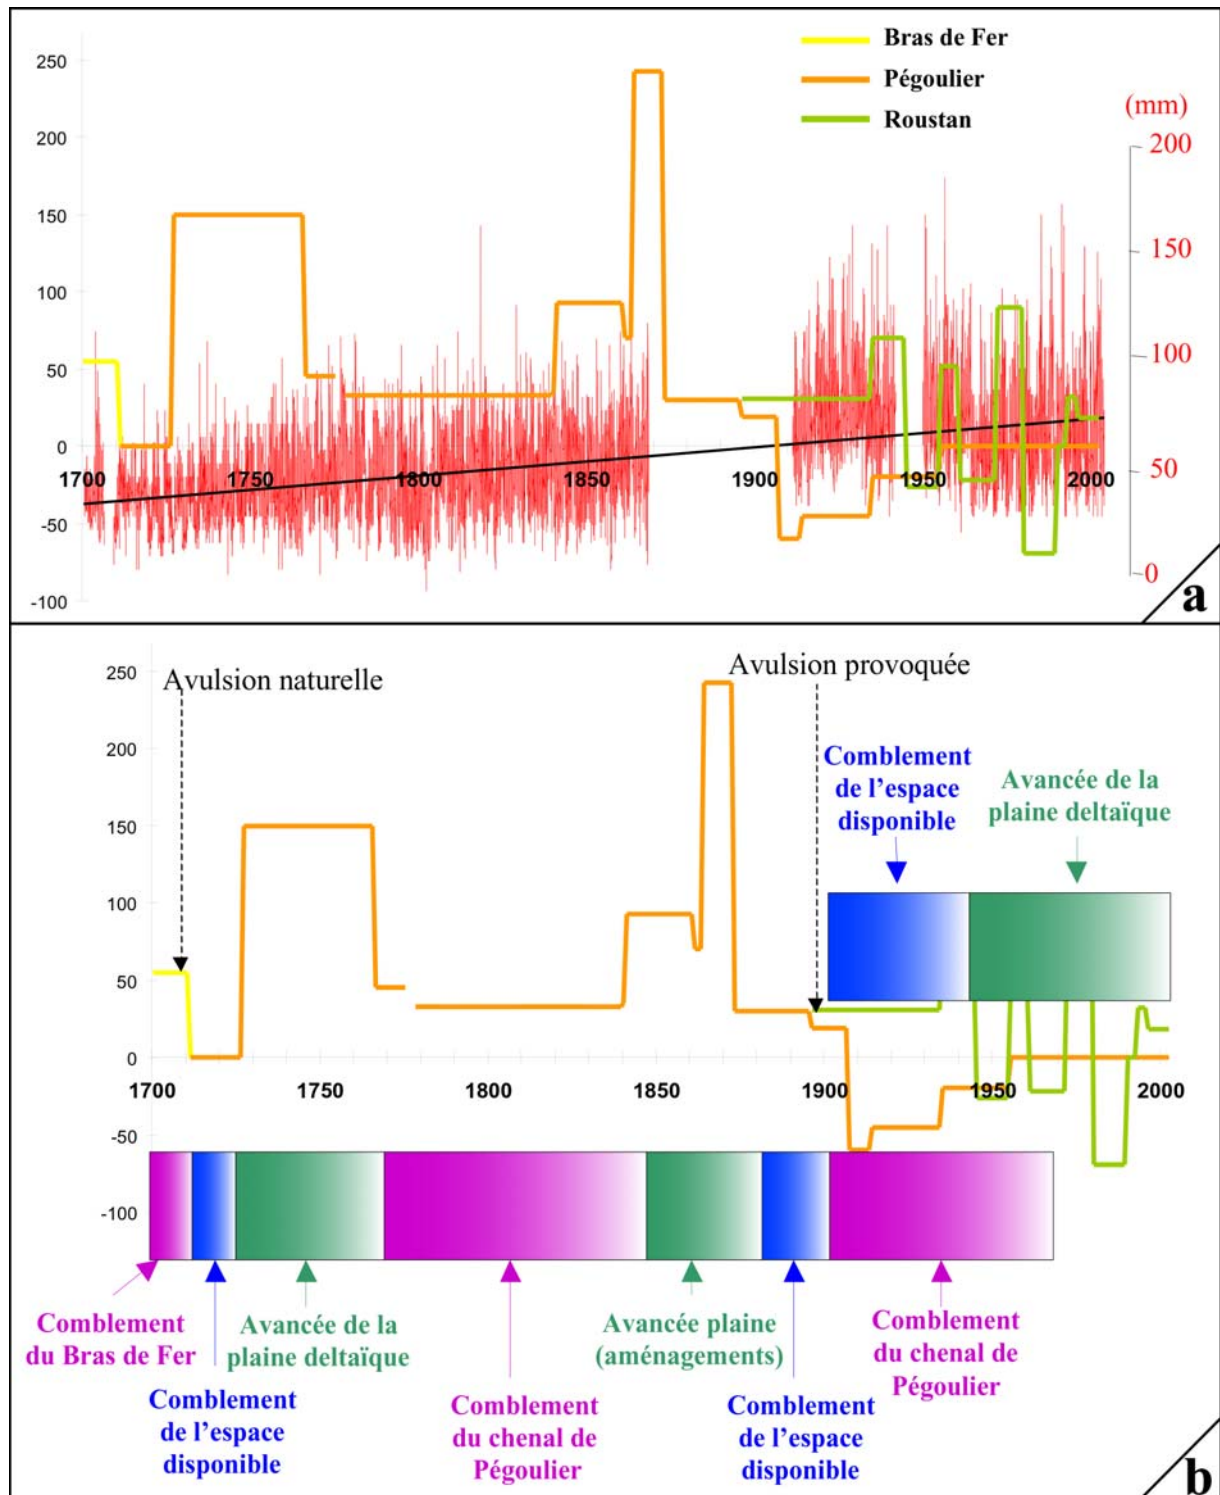 Bras de Fer
Pégoulier
Roustan
(mm)
250
200
150
100
50
0
-50
-100
1700
1750
1800
1850
1900
1950
2000
200
150
100
50
0
a
Avulsion naturelle
Avulsion provoquée
250
200
150
100
50
0
-50
-100
1700
1750
1800
1850
1900
1950
2000
Comblement
de l’espace
disponible
Avancée de la
plaine deltaïque
Comblement
du Bras de Fer
Comblement
de l’espace
disponible
Avancée de la
plaine deltaïque
Comblement
du chenal de
Pégoulier
Avancée plaine
(aménagements)
Comblement
de l’espace
disponible
Comblement
du chenal de
Pégoulier
b